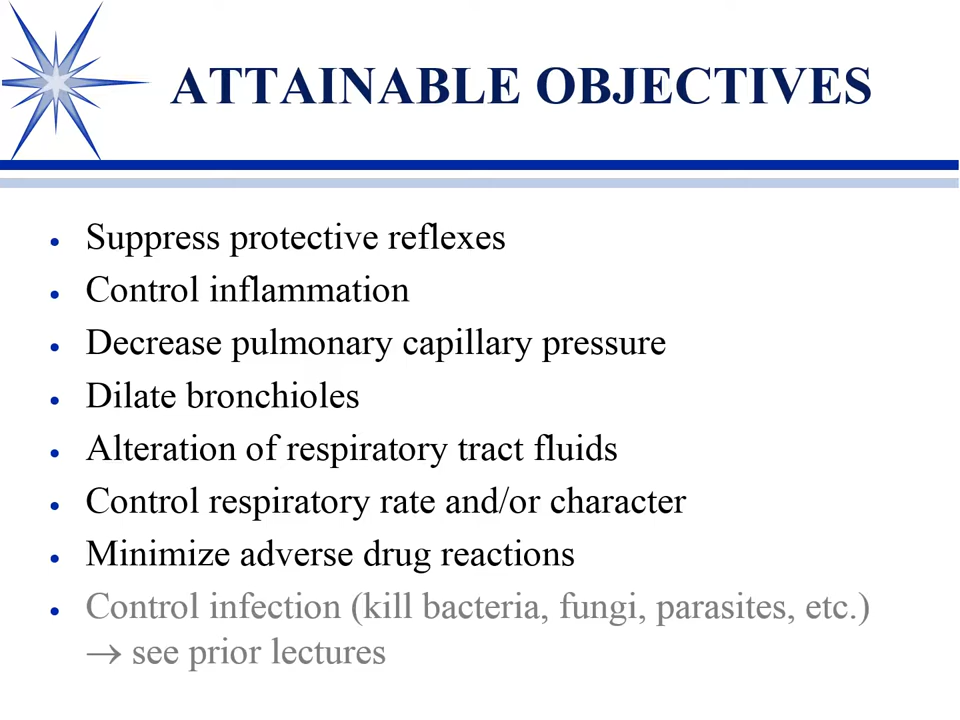 ATTAINABLE OBJECTIVES
• Suppress protective reflexes
• Control inflammation
• Decrease pulmonary capillary pressure
• Dilate bronchioles
• Alteration of respiratory tract fluids
• Control respiratory rate and/or character
• Minimize adverse drug reactions
• Control infection (kill bacteria, fungi, parasites, etc.)
→ see prior lectures